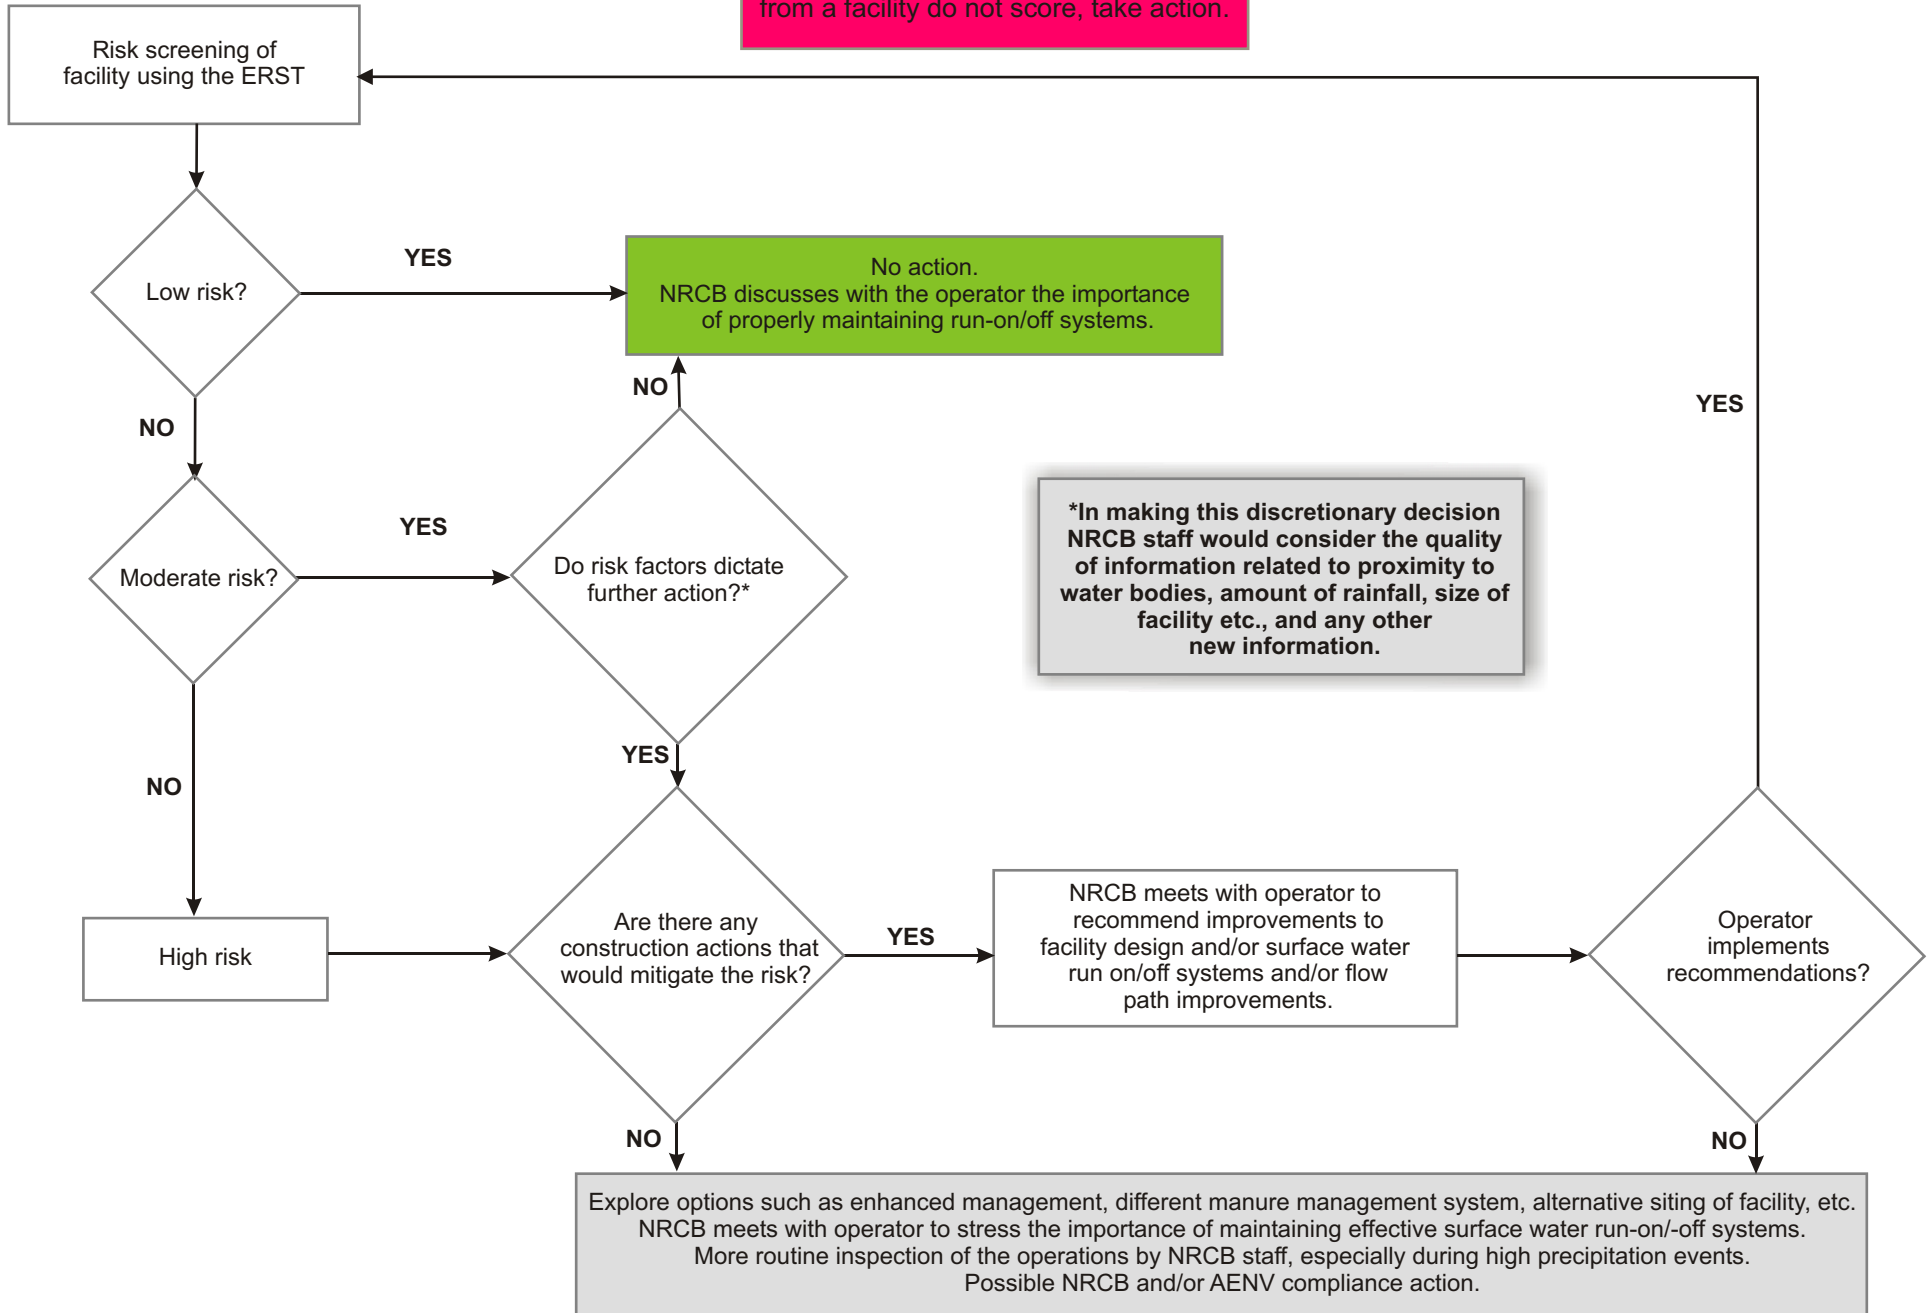 from a facility do not score, take action.
Risk screening of
facility using the ERST
Low risk?
YES
No action.
NRCB discusses with the operator the importance
of properly maintaining run-on/off systems.
NO
NO
YES
Moderate risk?
YES
Do risk factors dictate
further action?*
*In making this discretionary decision
NRCB staff would consider the quality
of information related to proximity to
water bodies, amount of rainfall, size of
facility etc., and any other
new information.
YES
NO
High risk
Are there any
construction actions that
would mitigate the risk?
YES
NRCB meets with operator to
recommend improvements to
facility design and/or surface water
run on/off systems and/or flow
path improvements.
Operator
implements
recommendations?
NO
NO
Explore options such as enhanced management, different manure management system, alternative siting of facility, etc.
NRCB meets with operator to stress the importance of maintaining effective surface water run-on/-off systems.
More routine inspection of the operations by NRCB staff, especially during high precipitation events.
Possible NRCB and/or AENV compliance action.